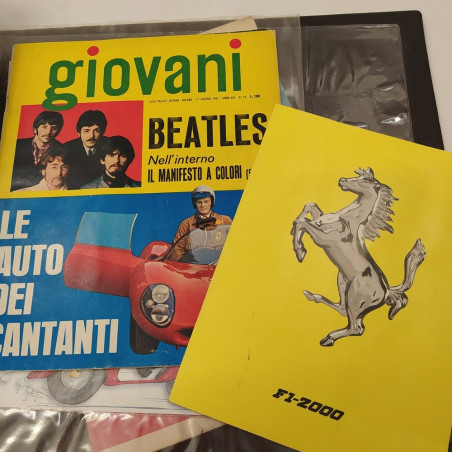 giovani
BEATLES
Nell'interno
IL MANIFESTO A COLORI
LE
AUTO
DEI
CANTANTI
F1-2000